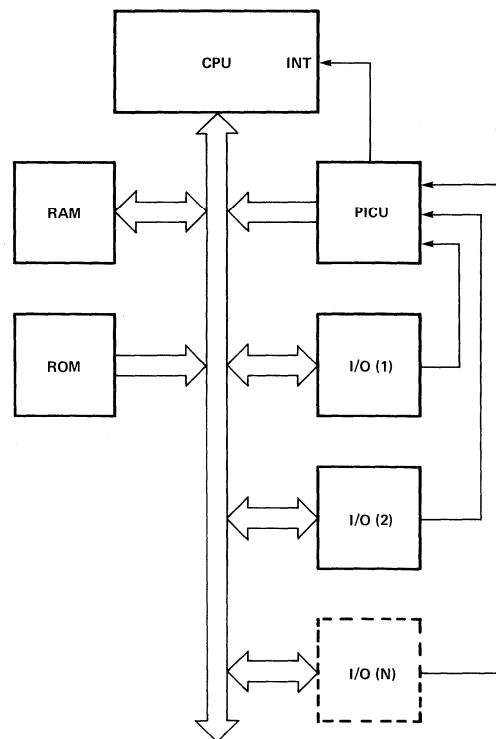 CPU INT
RAM
PICU
ROM
I/O (1)
I/O (2)
I/O (N)